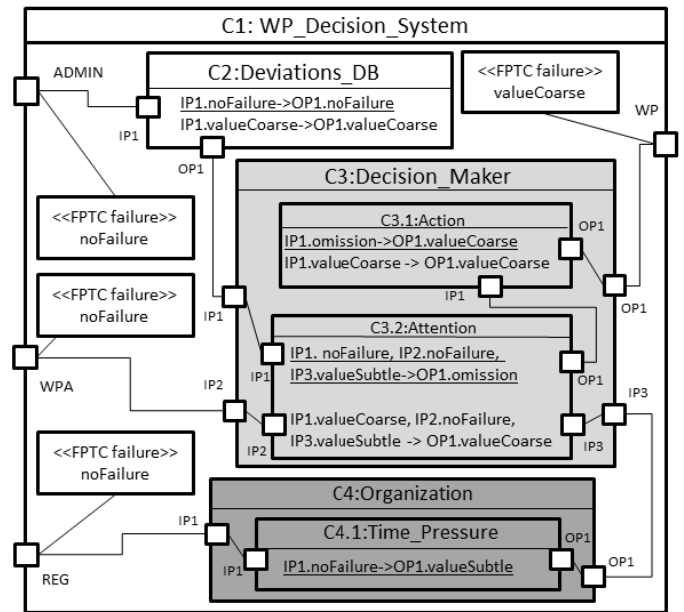 C1: WP_Decision_System
ADMIN
C2:Deviations_DB
IP1.noFailure->OP1.noFailure
IP1.valueCoarse->OP1.valueCoarse
IP1
OP1
<<FPTC failure>>
valueCoarse
WP
<<FPTC failure>>
noFailure
C3:Decision_Maker
C3.1:Action
IP1.omission->OP1.valueCoarse
IP1.valueCoarse -> OP1.valueCoarse
OP1
IP1
OP1
<<FPTC failure>>
noFailure
WPA
IP1
IP2
C3.2:Attention
IP1. noFailure, IP2.noFailure,
IP3.valueSubtle->OP1.omission
IP1
OP1
IP1.valueCoarse, IP2.noFailure,
IP3.valueSubtle -> OP1.valueCoarse
IP2
IP3
IP3
<<FPTC failure>>
noFailure
REG
C4:Organization
IP1
C4.1:Time_Pressure
IP1.noFailure->OP1.valueSubtle
IP1
OP1
OP1